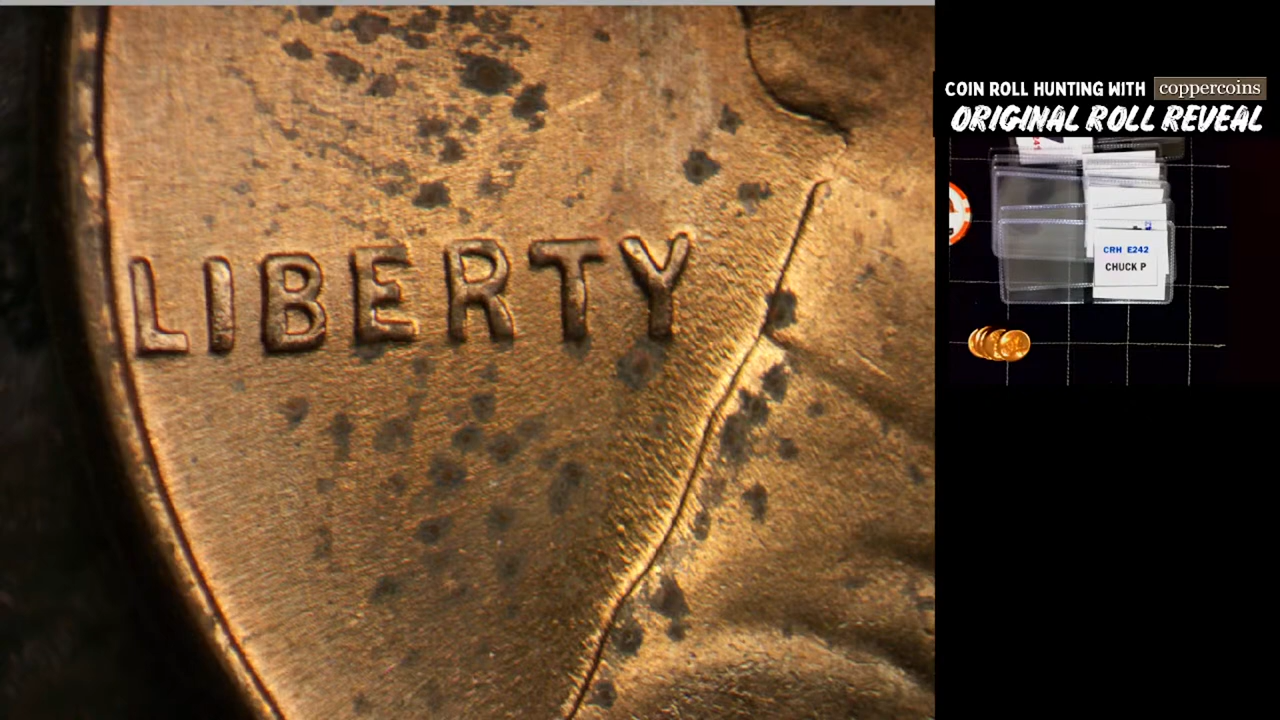 LIBERTY
COIN ROLL HUNTING WITH coppercoins
ORIGINAL ROLL REVEAL
CRH E242
CHUCK P